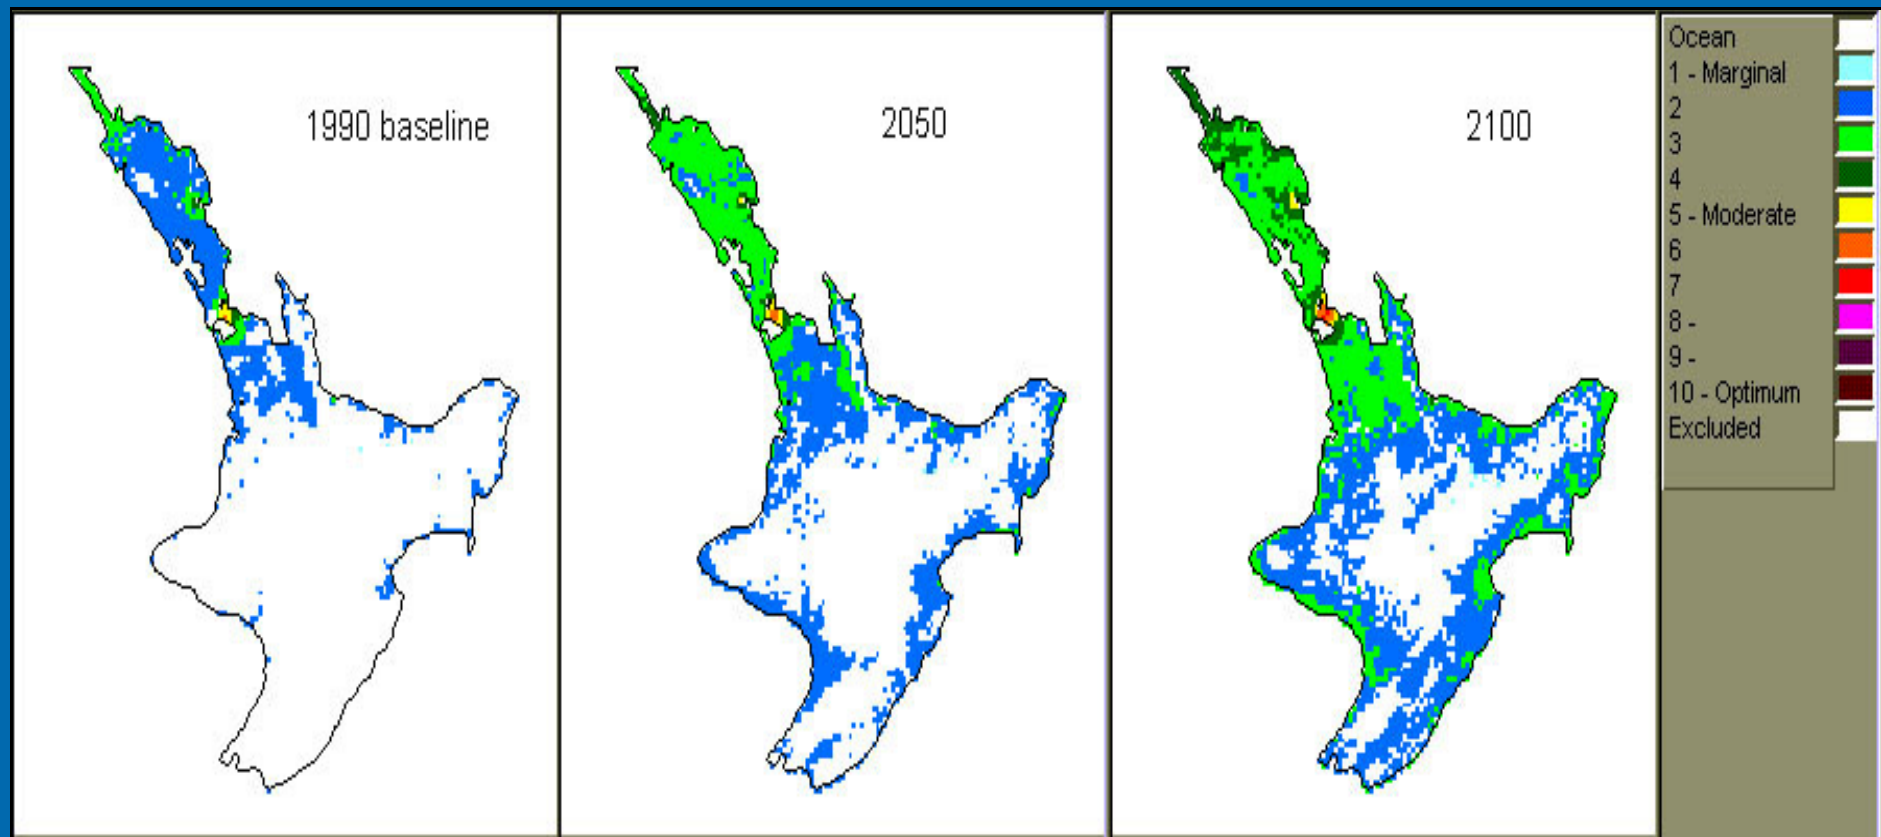 1990 baseline
2050
2100
Ocean
1 - Marginal
2
3
4
5 - Moderate
6
7
8 -
9 -
10 - Optimum
Excluded